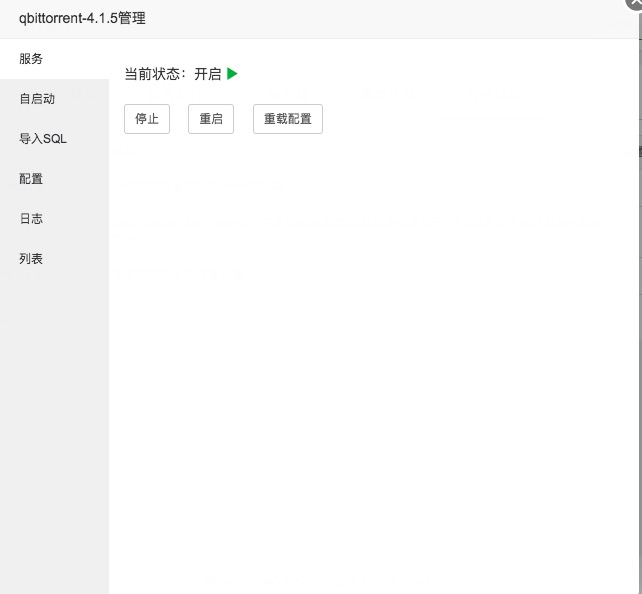 qbittorrent-4.1.5管理
服务
自启动
导入SQL
配置
日志
列表
当前状态：开启
停止 重启 重载配置